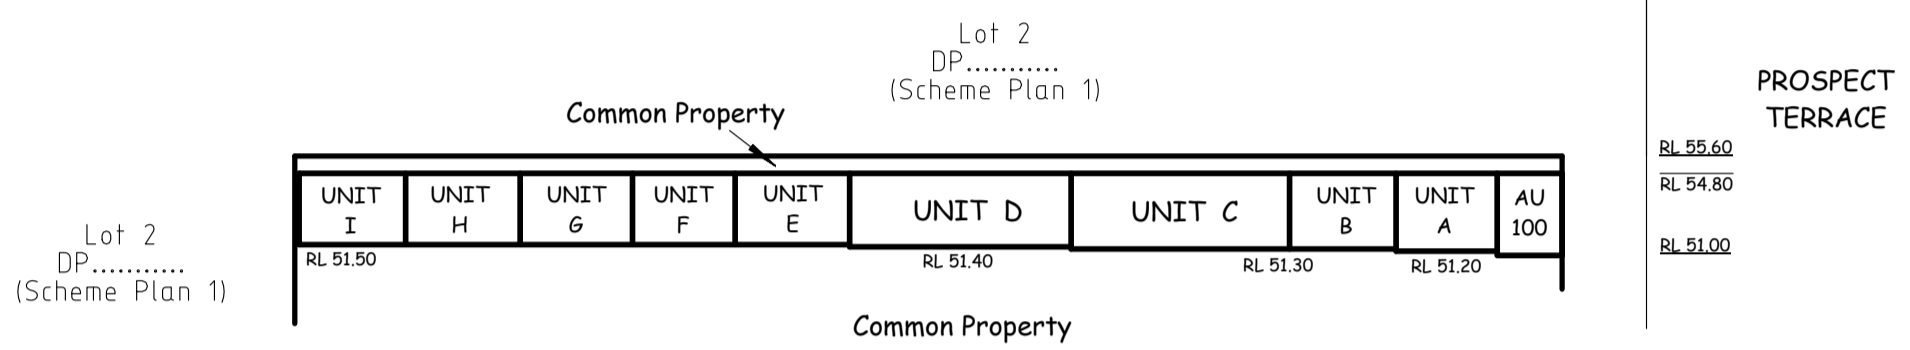 Lot 2
DP...........
(Scheme Plan 1)
PROSPECT
TERRACE
Common Property
RL 55.60
RL 54.80
UNIT
I
UNIT
H
UNIT
G
UNIT
F
UNIT
E
UNIT D
UNIT C
UNIT
B
UNIT
A
AU
100
RL 51.00
Lot 2
DP...........
(Scheme Plan 1)
RL 51.50
RL 51.40
RL 51.30
RL 51.20
Common Property